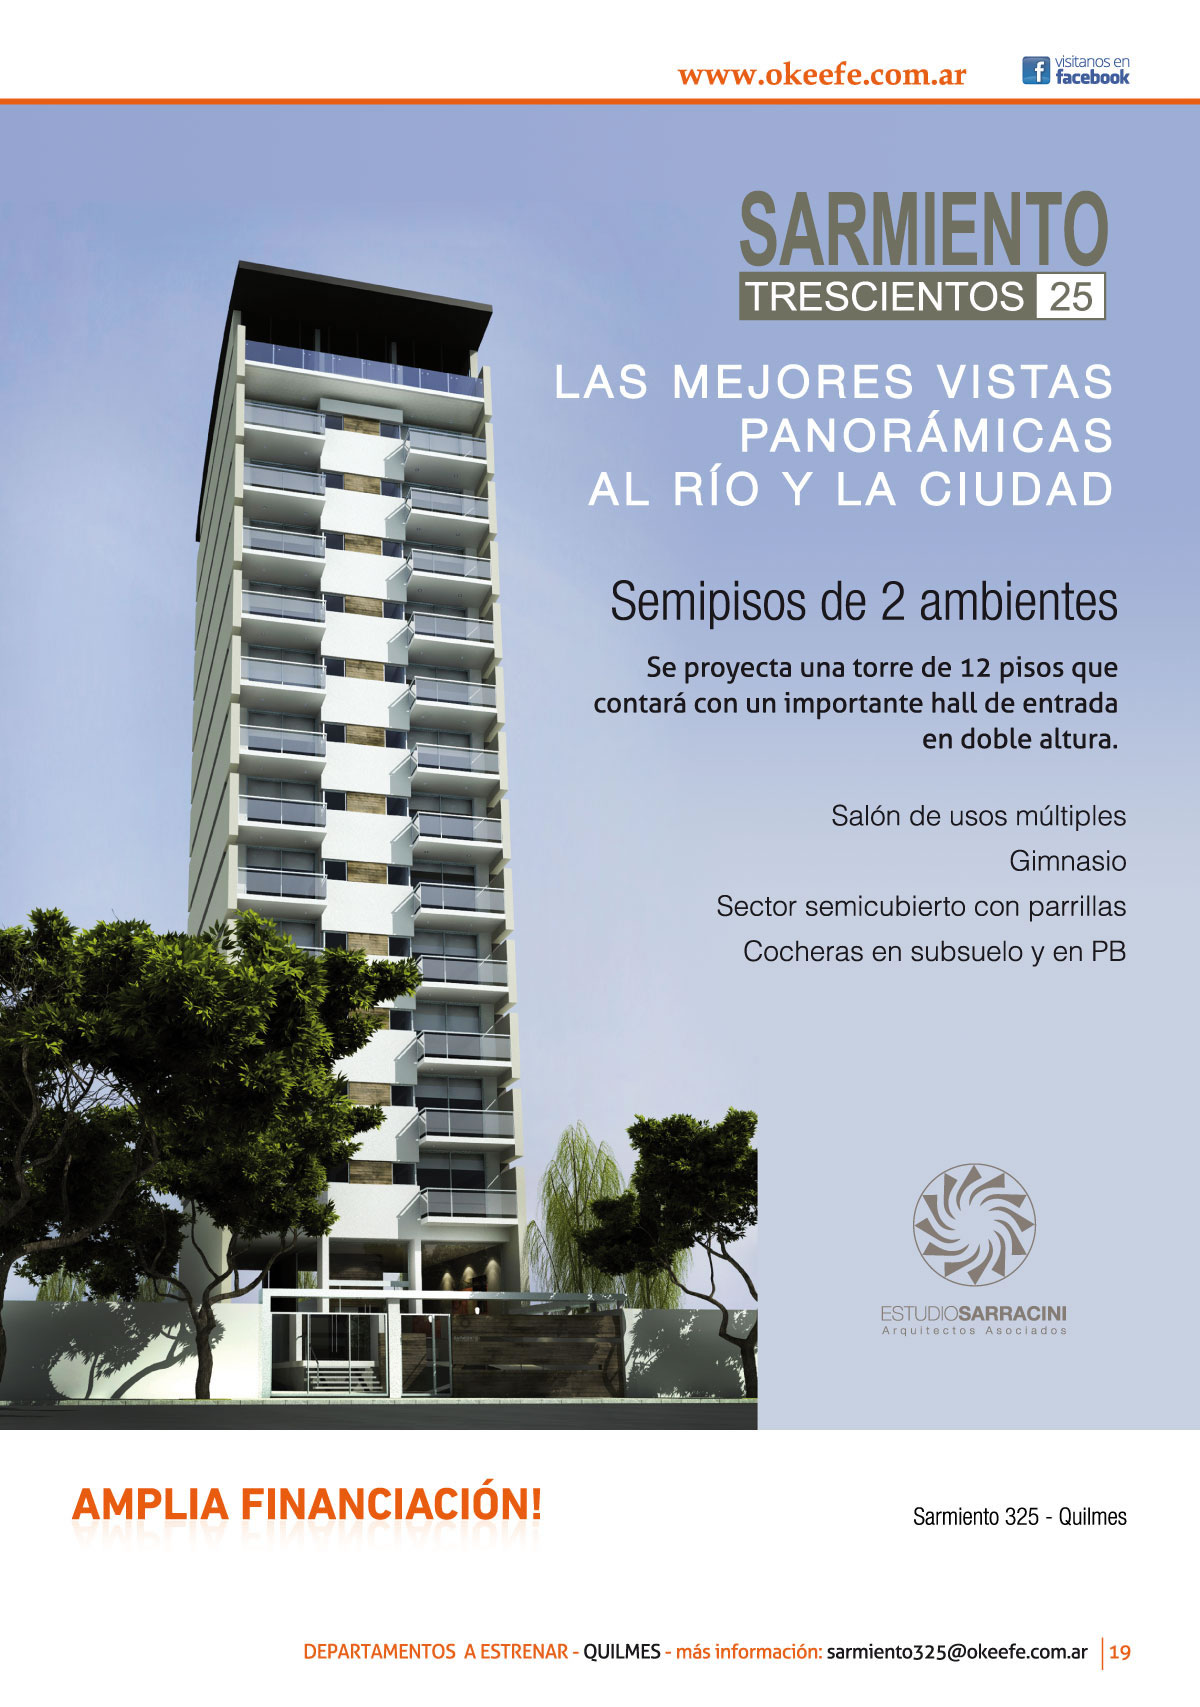 www.okeefe.com.ar
visitanos en
facebook
SARMIENTO
TRESCIENTOS 25
LAS MEJORES VISTAS
PANORÁMICAS
AL RÍO Y LA CIUDAD
Semipisos de 2 ambientes
Se proyecta una torre de 12 pisos que
contará con un importante hall de entrada
en doble altura.
Salón de usos múltiples
Gimnasio
Sector semicubierto con parrillas
Cocheras en subsuelo y en PB
ESTUDIOSARRACINI
Arquitectos Asociados
AMPLIA FINANCIACIÓN!
Sarmiento 325 - Quilmes
DEPARTAMENTOS A ESTRENAR - QUILMES - más información: sarmiento325@okeefe.com.ar | 19